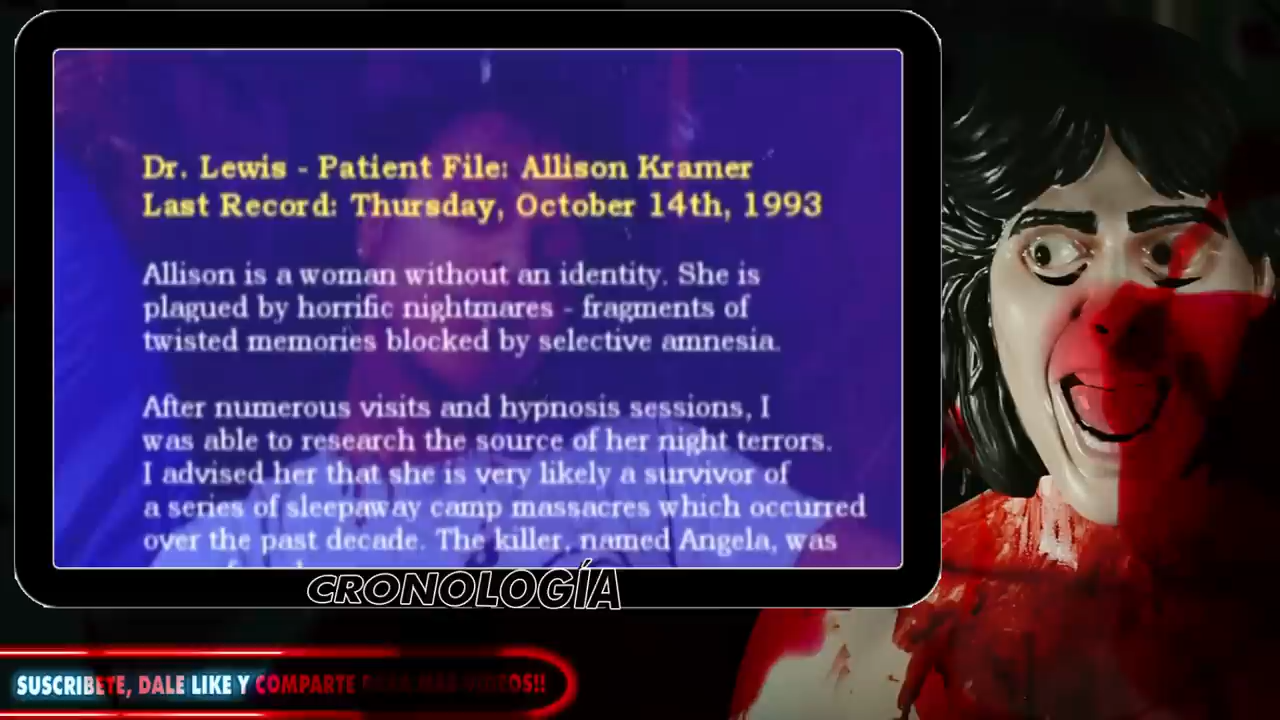 Dr. Lewis - Patient File: Allison Kramer
Last Record: Thursday, October 14th, 1993
Allison is a woman without an identity. She is
plagued by horrific nightmares - fragments of
twisted memories blocked by selective amnesia.
After numerous visits and hypnosis sessions, I
was able to research the source of her night terrors.
I advised her that she is very likely a survivor of
a series of sleepaway camp massacres which occurred
over the past decade. The killer, named Angela, was
CRONOLOGÍA
SUSCRIBETE, DALE LIKE Y COMPARTE PARA MAS VIDEOS!!